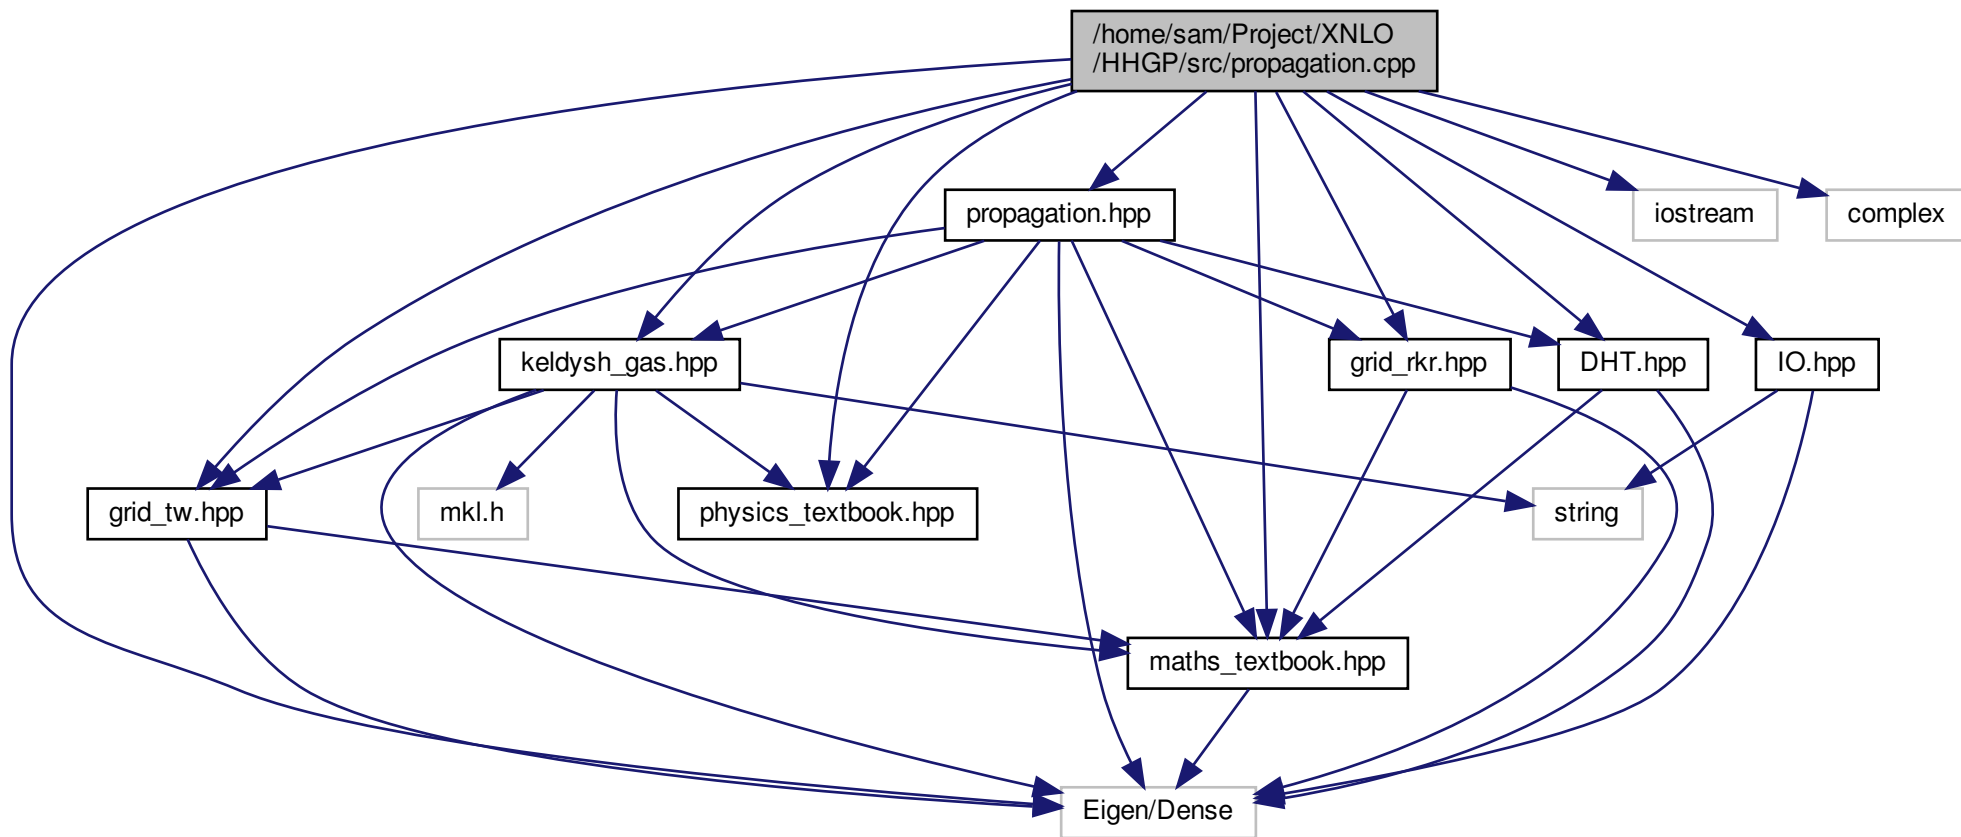 /home/sam/Project/XNLO
/HHGP/src/propagation.cpp
propagation.hpp
iostream
complex
keldysh_gas.hpp
grid_rkr.hpp
DHT.hpp
IO.hpp
grid_tw.hpp
mkl.h
physics_textbook.hpp
string
maths_textbook.hpp
Eigen/Dense